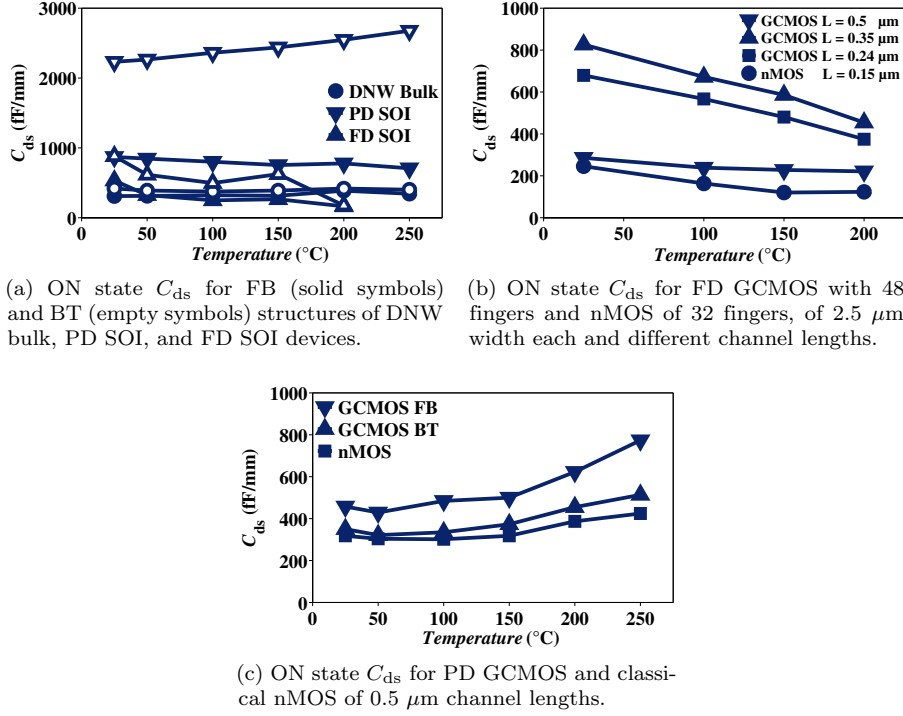 3000
2000
1000
0
C_ds (fF/mm)
DNW Bulk
PD SOI
FD SOI
0 50 100 150 200 250
Temperature (°C)
(a) ON state C_ds for FB (solid symbols)
and BT (empty symbols) structures of DNW
bulk, PD SOI, and FD SOI devices.
1000
800
600
400
200
0
C_ds (fF/mm)
GCMOS L = 0.5 µm
GCMOS L = 0.35 µm
GCMOS L = 0.24 µm
nMOS L = 0.15 µm
0 50 100 150 200
Temperature (°C)
(b) ON state C_ds for FD GCMOS with 48
fingers and nMOS of 32 fingers, of 2.5 µm
width each and different channel lengths.
1000
800
600
400
200
0
C_ds (fF/mm)
GCMOS FB
GCMOS BT
nMOS
0 50 100 150 200 250
Temperature (°C)
(c) ON state C_ds for PD GCMOS and classi-
cal nMOS of 0.5 µm channel lengths.